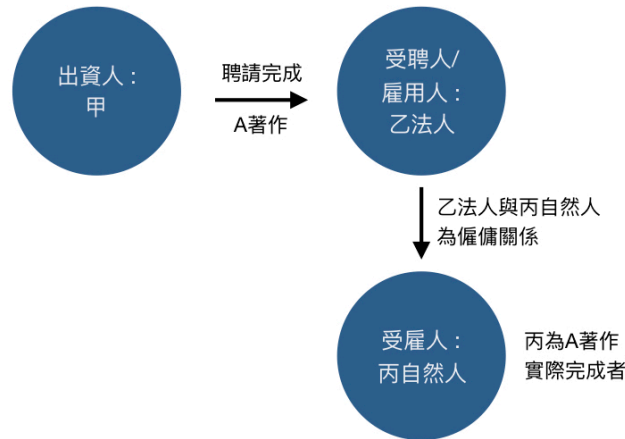 出資人：
甲
聘請完成
A著作
受聘人/
雇用人：
乙法人
乙法人與丙自然人
為僱傭關係
受雇人：
丙自然人
丙為A著作
實際完成者